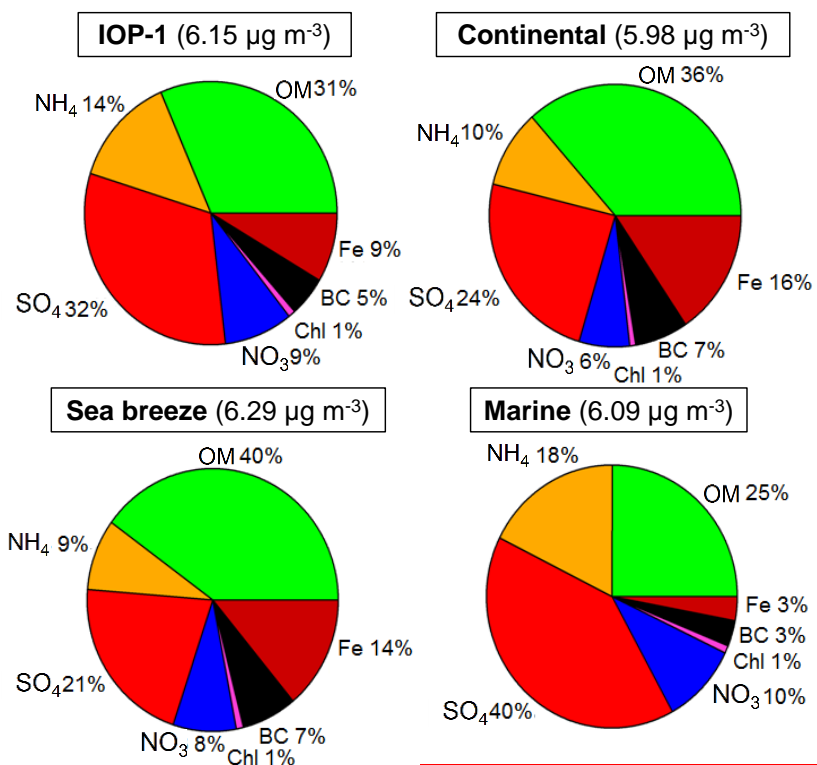 IOP-1 (6.15 µg m-3)
OM 31%
NH4 14%
SO4 32%
NO3 9%
Chl 1%
BC 5%
Fe 9%
Continental (5.98 µg m-3)
OM 36%
NH4 10%
SO4 24%
NO3 6%
Chl 1%
BC 7%
Fe 16%
Sea breeze (6.29 µg m-3)
OM 40%
NH4 9%
SO4 21%
NO3 8%
Chl 1%
BC 7%
Fe 14%
Marine (6.09 µg m-3)
NH4 18%
OM 25%
Fe 3%
BC 3%
Chl 1%
NO3 10%
SO4 40%